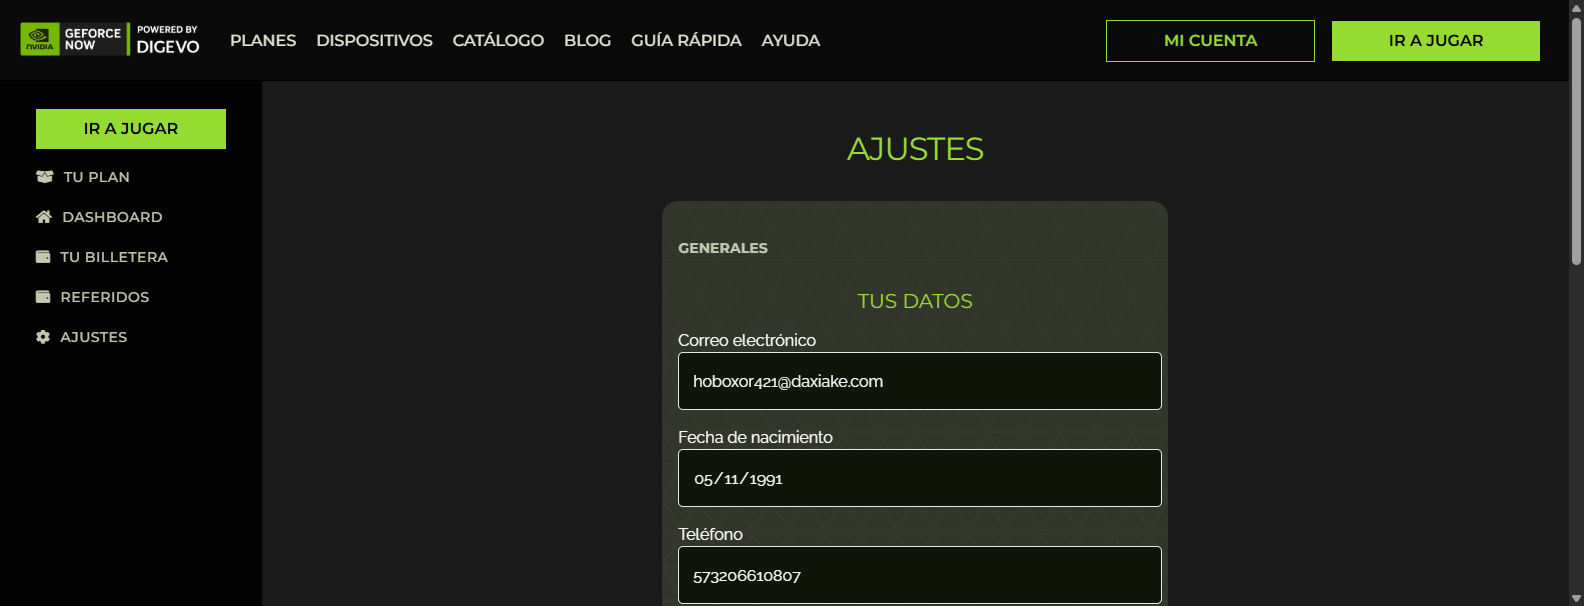 NVIDIA
GEFORCE NOW
POWERED BY
DIGEVO
PLANES DISPOSITIVOS CATÁLOGO BLOG GUÍA RÁPIDA AYUDA
MI CUENTA
IR A JUGAR
IR A JUGAR
TU PLAN
DASHBOARD
TU BILLETERA
REFERIDOS
AJUSTES
AJUSTES
GENERALES
TUS DATOS
Correo electrónico
hoboxor421@daxiake.com
Fecha de nacimiento
05/11/1991
Teléfono
573206610807